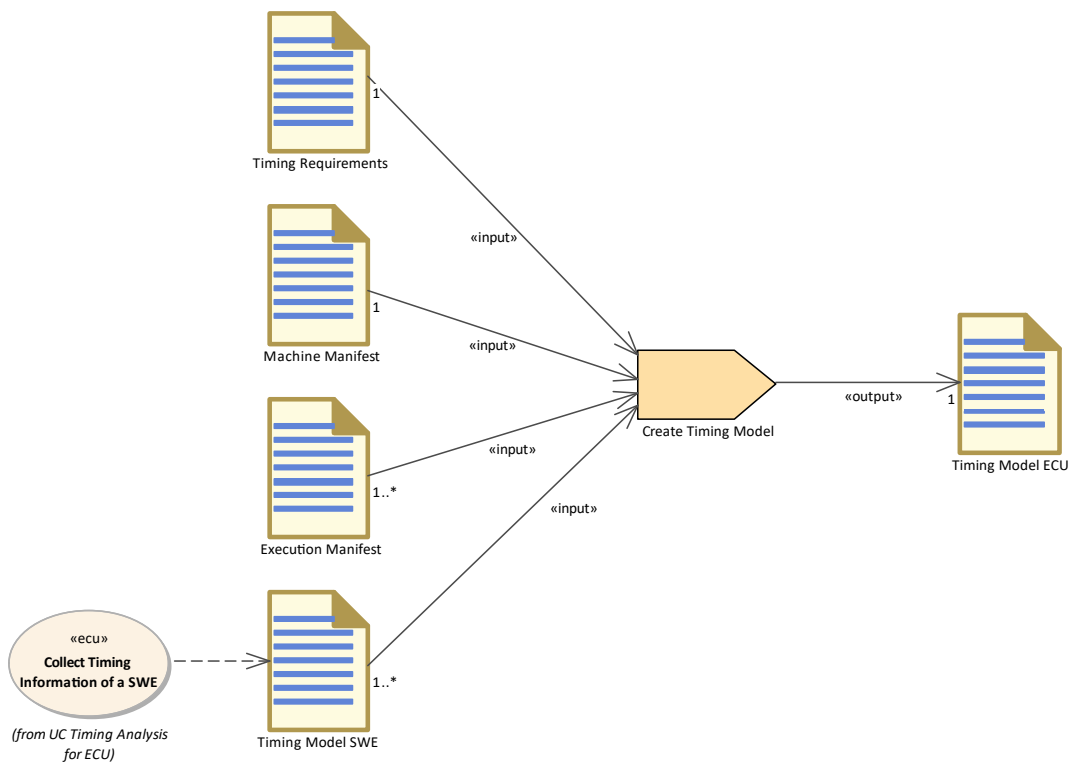 1
Timing Requirements
«input»
1
Machine Manifest
«input»
Create Timing Model
«output»
1
Timing Model ECU
«input»
1..*
Execution Manifest
«input»
«ecu»
Collect Timing
Information of a SWE
(from UC Timing Analysis
for ECU)
1..*
Timing Model SWE